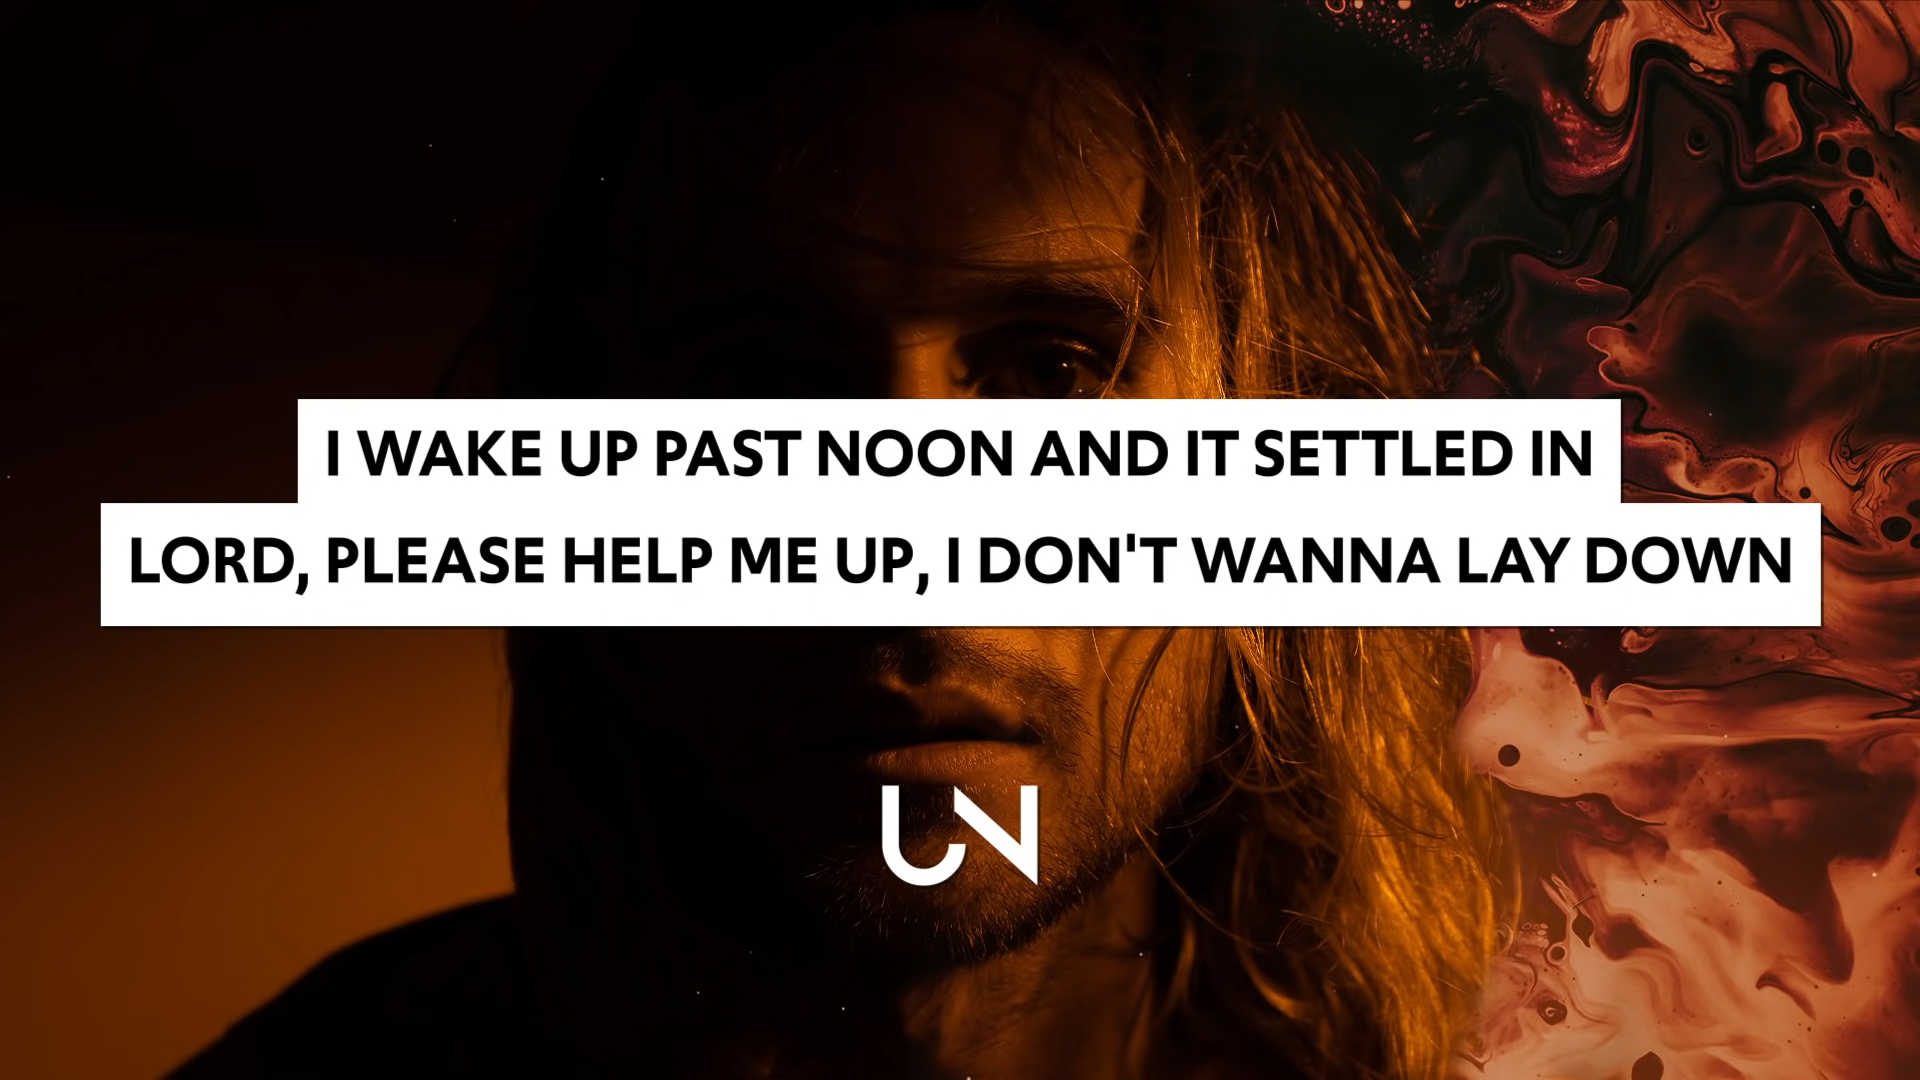 I WAKE UP PAST NOON AND IT SETTLED IN
LORD, PLEASE HELP ME UP, I DON'T WANNA LAY DOWN
UN